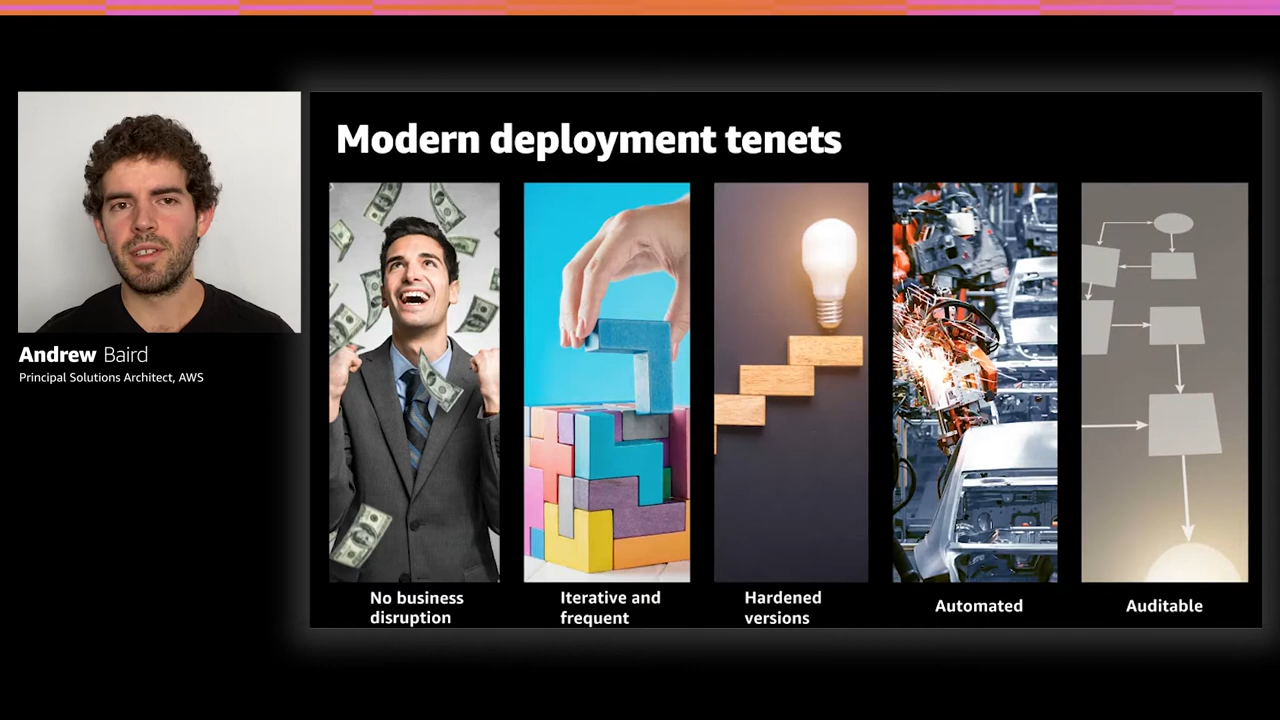 Modern deployment tenets
Andrew Baird
Principal Solutions Architect, AWS
No business
disruption
Iterative and
frequent
Hardened
versions
Automated
Auditable